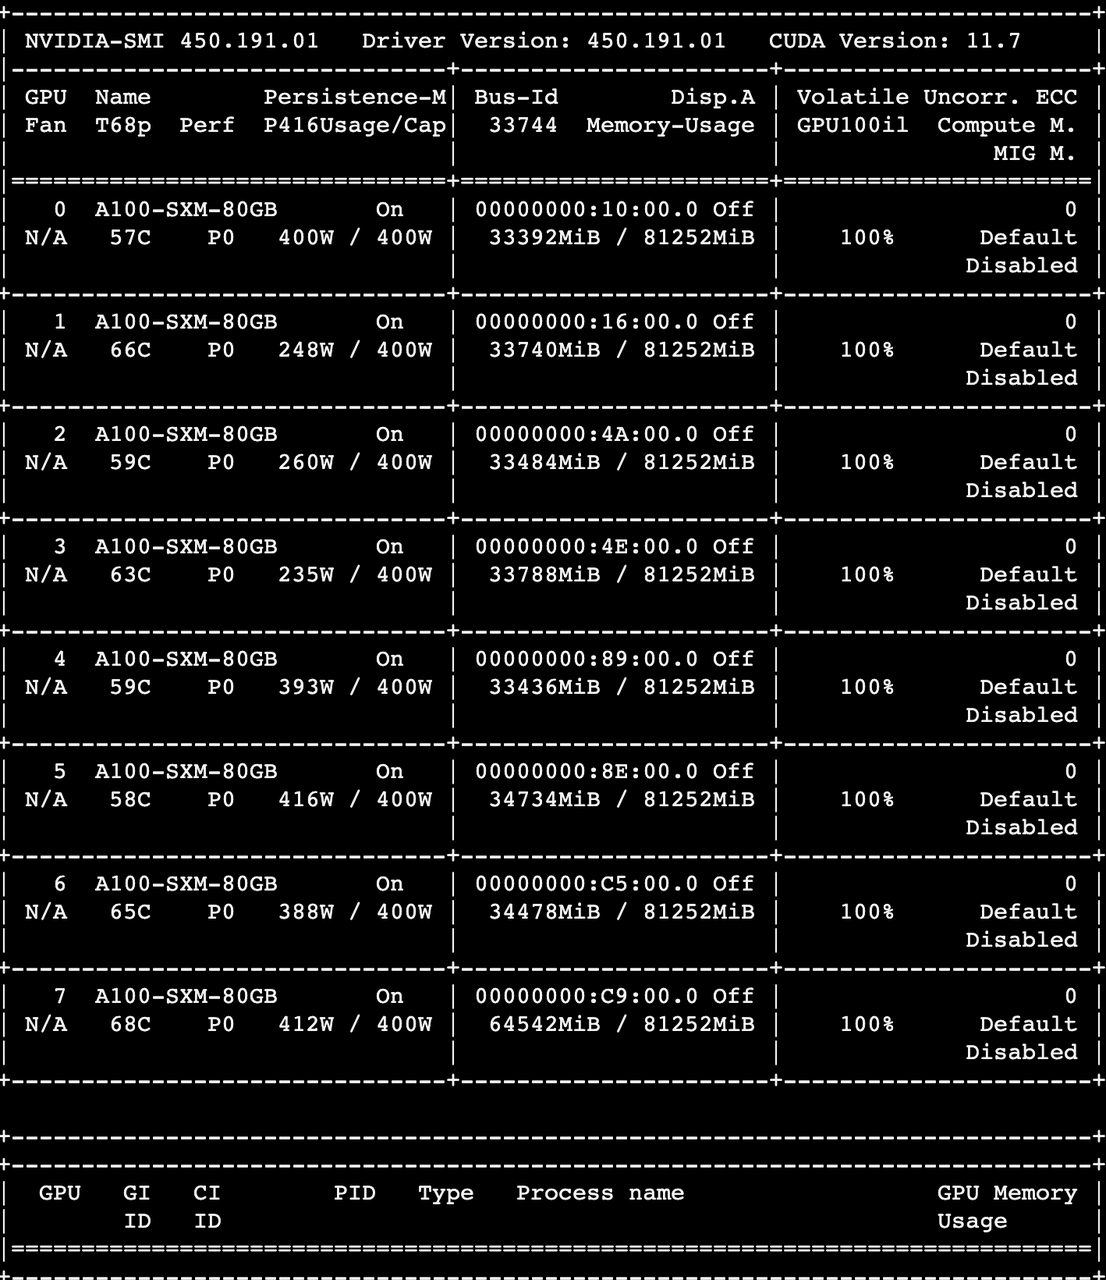 +-----------------------------------------------------------------------------+
| NVIDIA-SMI 450.191.01   Driver Version: 450.191.01   CUDA Version: 11.7     |
|-------------------------------+----------------------+----------------------+
| GPU  Name        Persistence-M| Bus-Id        Disp.A | Volatile Uncorr. ECC |
| Fan  T68p  Perf  P416Usage/Cap|  33744  Memory-Usage | GPU100il  Compute M. |
|                               |                      |               MIG M. |
|===============================+======================+======================|
|   0  A100-SXM-80GB       On   | 00000000:10:00.0 Off |                    0 |
| N/A   57C    P0   400W / 400W |  33392MiB / 81252MiB |    100%      Default |
|                               |                      |             Disabled |
+-------------------------------+----------------------+----------------------+
|   1  A100-SXM-80GB       On   | 00000000:16:00.0 Off |                    0 |
| N/A   66C    P0   248W / 400W |  33740MiB / 81252MiB |    100%      Default |
|                               |                      |             Disabled |
+-------------------------------+----------------------+----------------------+
|   2  A100-SXM-80GB       On   | 00000000:4A:00.0 Off |                    0 |
| N/A   59C    P0   260W / 400W |  33484MiB / 81252MiB |    100%      Default |
|                               |                      |             Disabled |
+-------------------------------+----------------------+----------------------+
|   3  A100-SXM-80GB       On   | 00000000:4E:00.0 Off |                    0 |
| N/A   63C    P0   235W / 400W |  33788MiB / 81252MiB |    100%      Default |
|                               |                      |             Disabled |
+-------------------------------+----------------------+----------------------+
|   4  A100-SXM-80GB       On   | 00000000:89:00.0 Off |                    0 |
| N/A   59C    P0   393W / 400W |  33436MiB / 81252MiB |    100%      Default |
|                               |                      |             Disabled |
+-------------------------------+----------------------+----------------------+
|   5  A100-SXM-80GB       On   | 00000000:8E:00.0 Off |                    0 |
| N/A   58C    P0   416W / 400W |  34734MiB / 81252MiB |    100%      Default |
|                               |                      |             Disabled |
+-------------------------------+----------------------+----------------------+
|   6  A100-SXM-80GB       On   | 00000000:C5:00.0 Off |                    0 |
| N/A   65C    P0   388W / 400W |  34478MiB / 81252MiB |    100%      Default |
|                               |                      |             Disabled |
+-------------------------------+----------------------+----------------------+
|   7  A100-SXM-80GB       On   | 00000000:C9:00.0 Off |                    0 |
| N/A   68C    P0   412W / 400W |  64542MiB / 81252MiB |    100%      Default |
|                               |                      |             Disabled |
+-------------------------------+----------------------+----------------------+

+-----------------------------------------------------------------------------+
+-----------------------------------------------------------------------------+
|  GPU   GI   CI        PID   Type   Process name                  GPU Memory |
|        ID   ID                                                   Usage      |
|=============================================================================|
+-----------------------------------------------------------------------------+